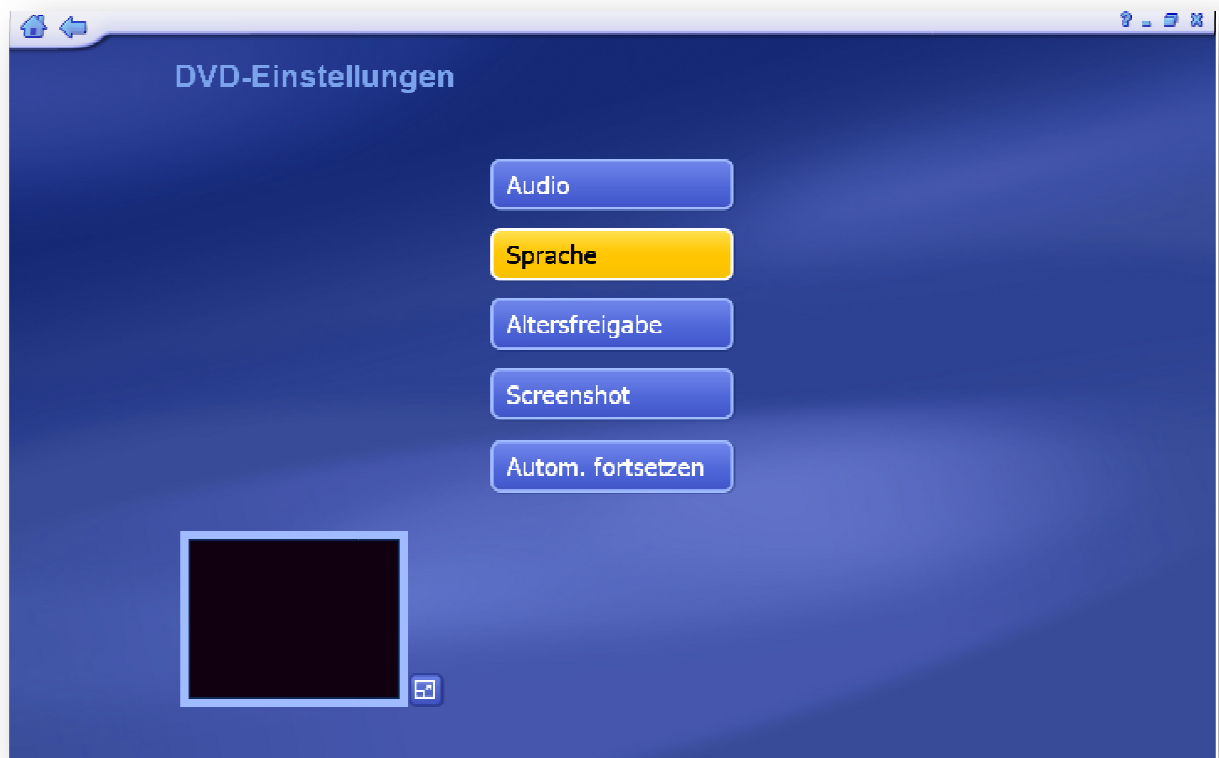 DVD-Einstellungen
Audio
Sprache
Altersfreigabe
Screenshot
Autom. fortsetzen